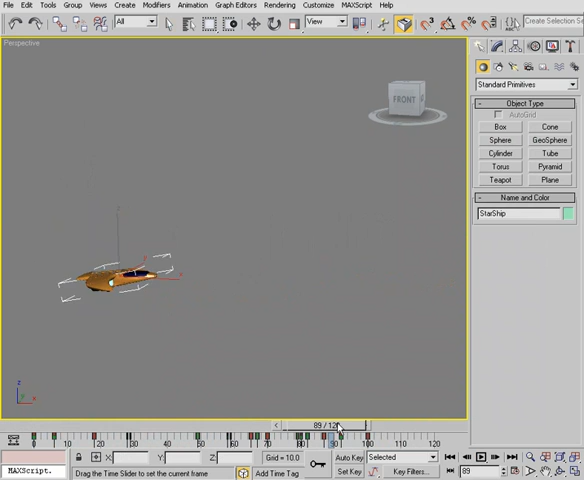 File Edit Tools Group Views Create Modifiers Animation Graph Editors Rendering Customize MAXScript Help
All
View
Create Selection
Perspective
FRONT
Standard Primitives
- Object Type
AutoGrid
Box Cone
Sphere GeoSphere
Cylinder Tube
Torus Pyramid
Teapot Plane
- Name and Color
StarShip
z
x
z
x
< 89 / 120
0 10 20 30 40 50 60 70 80 90 100 110 120
X: Y: Z: Grid = 10.0 Auto Key Selected
MAXScript. Drag the Time Slider to set the current frame Add Time Tag Set Key Key Filters... 89